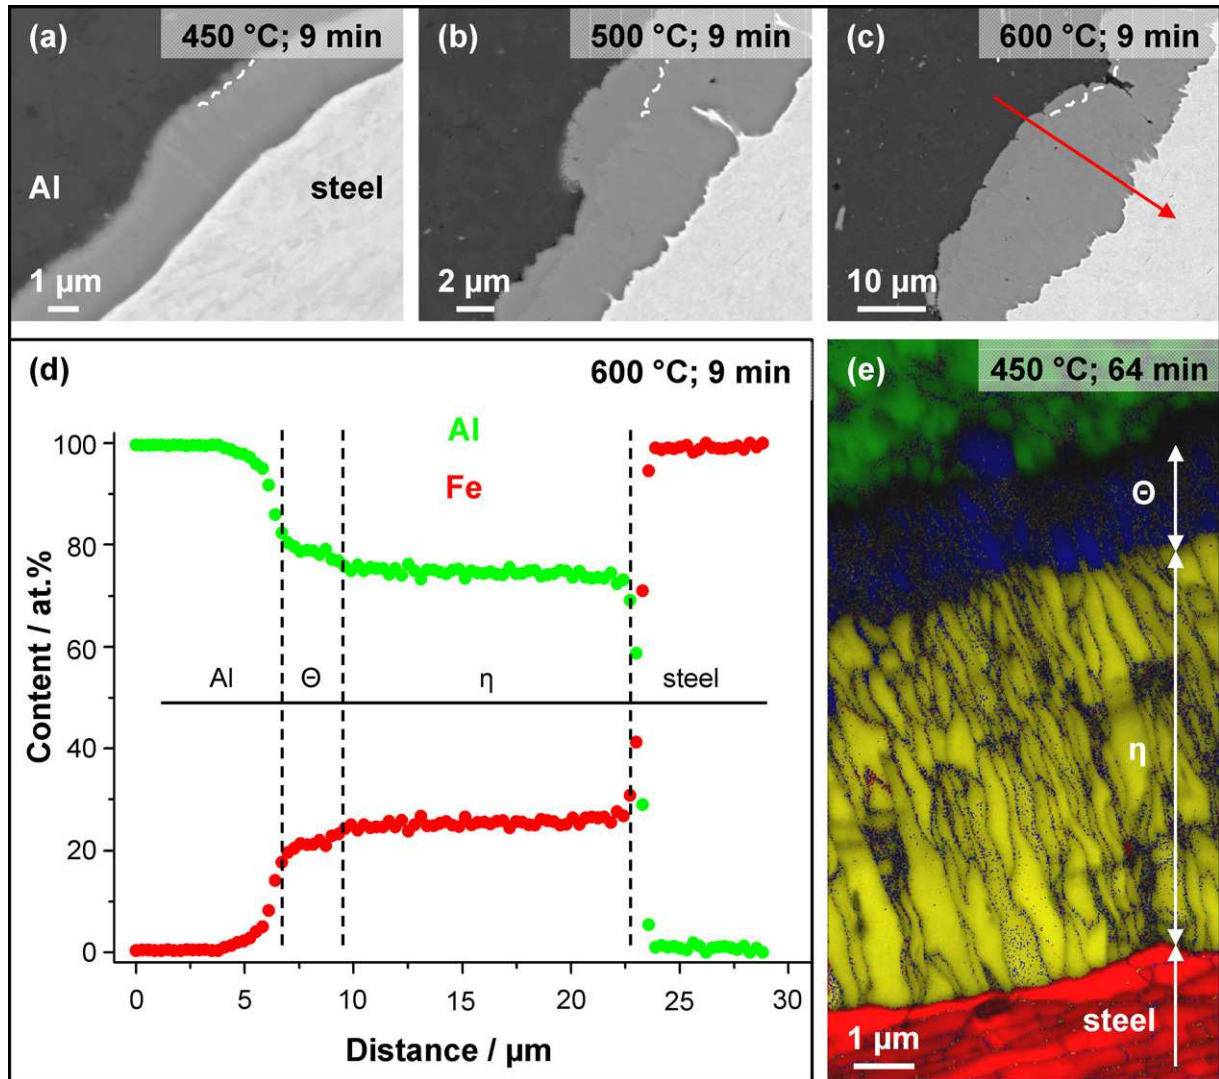 (a) 450 °C; 9 min
Al
steel
1 µm
(b) 500 °C; 9 min
2 µm
(c) 600 °C; 9 min
10 µm
(d) 600 °C; 9 min
Al
Fe
100
80
60
40
20
0
Content / at.%
Al Θ η steel
0 5 10 15 20 25 30
Distance / µm
(e) 450 °C; 64 min
Θ
η
steel
1 µm